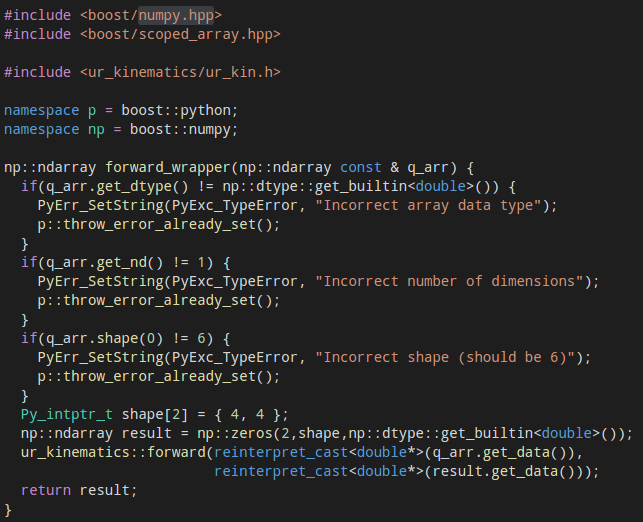 #include <boost/numpy.hpp>
#include <boost/scoped_array.hpp>

#include <ur_kinematics/ur_kin.h>

namespace p = boost::python;
namespace np = boost::numpy;

np::ndarray forward_wrapper(np::ndarray const & q_arr) {
  if(q_arr.get_dtype() != np::dtype::get_builtin<double>()) {
    PyErr_SetString(PyExc_TypeError, "Incorrect array data type");
    p::throw_error_already_set();
  }
  if(q_arr.get_nd() != 1) {
    PyErr_SetString(PyExc_TypeError, "Incorrect number of dimensions");
    p::throw_error_already_set();
  }
  if(q_arr.shape(0) != 6) {
    PyErr_SetString(PyExc_TypeError, "Incorrect shape (should be 6)");
    p::throw_error_already_set();
  }
  Py_intptr_t shape[2] = { 4, 4 };
  np::ndarray result = np::zeros(2,shape,np::dtype::get_builtin<double>());
  ur_kinematics::forward(reinterpret_cast<double*>(q_arr.get_data()),
                         reinterpret_cast<double*>(result.get_data()));
  return result;
}